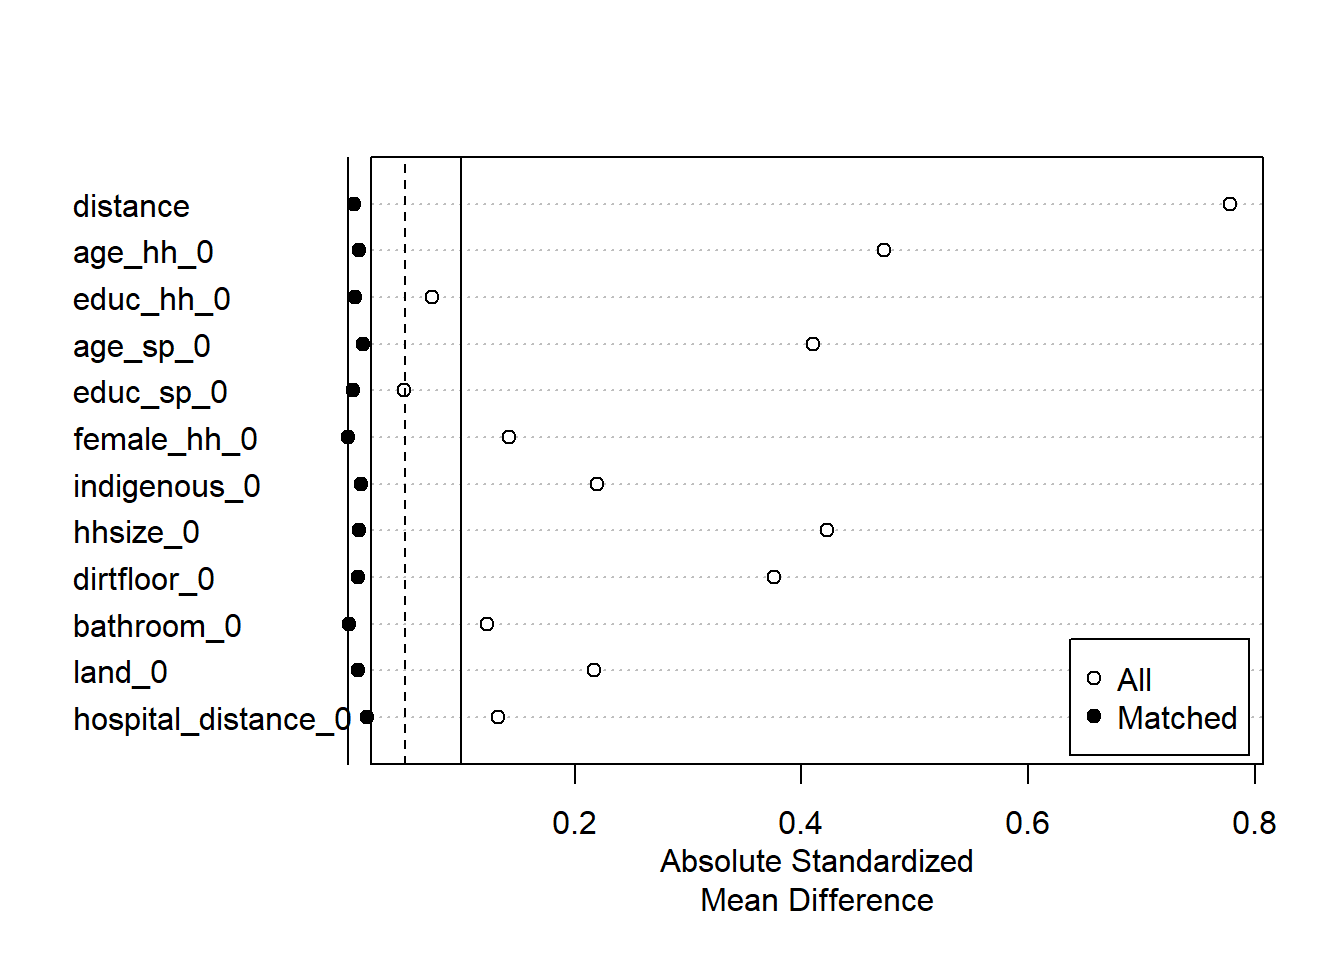 distance
age_hh_0
educ_hh_0
age_sp_0
educ_sp_0
female_hh_0
indigenous_0
hhsize_0
dirtfloor_0
bathroom_0
land_0
hospital_distance_0
All
Matched
0.2 0.4 0.6 0.8
Absolute Standardized
Mean Difference